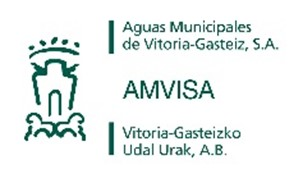 Aguas Municipales
de Vitoria-Gasteiz, S.A.
AMVISA
Vitoria-Gasteizko
Udal Urak, A.B.